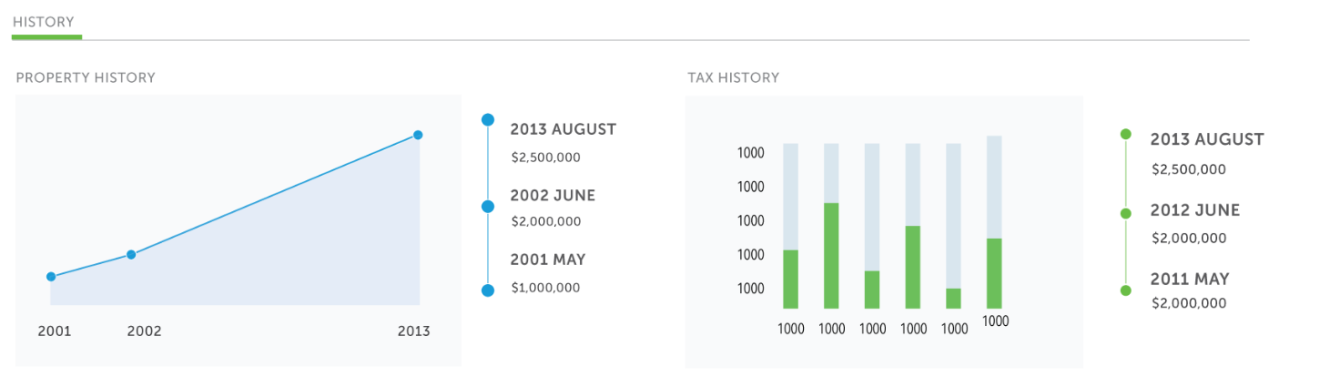 HISTORY
PROPERTY HISTORY
2001 2002 2013
2013 AUGUST
$2,500,000
2002 JUNE
$2,000,000
2001 MAY
$1,000,000
TAX HISTORY
1000
1000
1000
1000
1000
1000 1000 1000 1000 1000 1000
2013 AUGUST
$2,500,000
2012 JUNE
$2,000,000
2011 MAY
$2,000,000